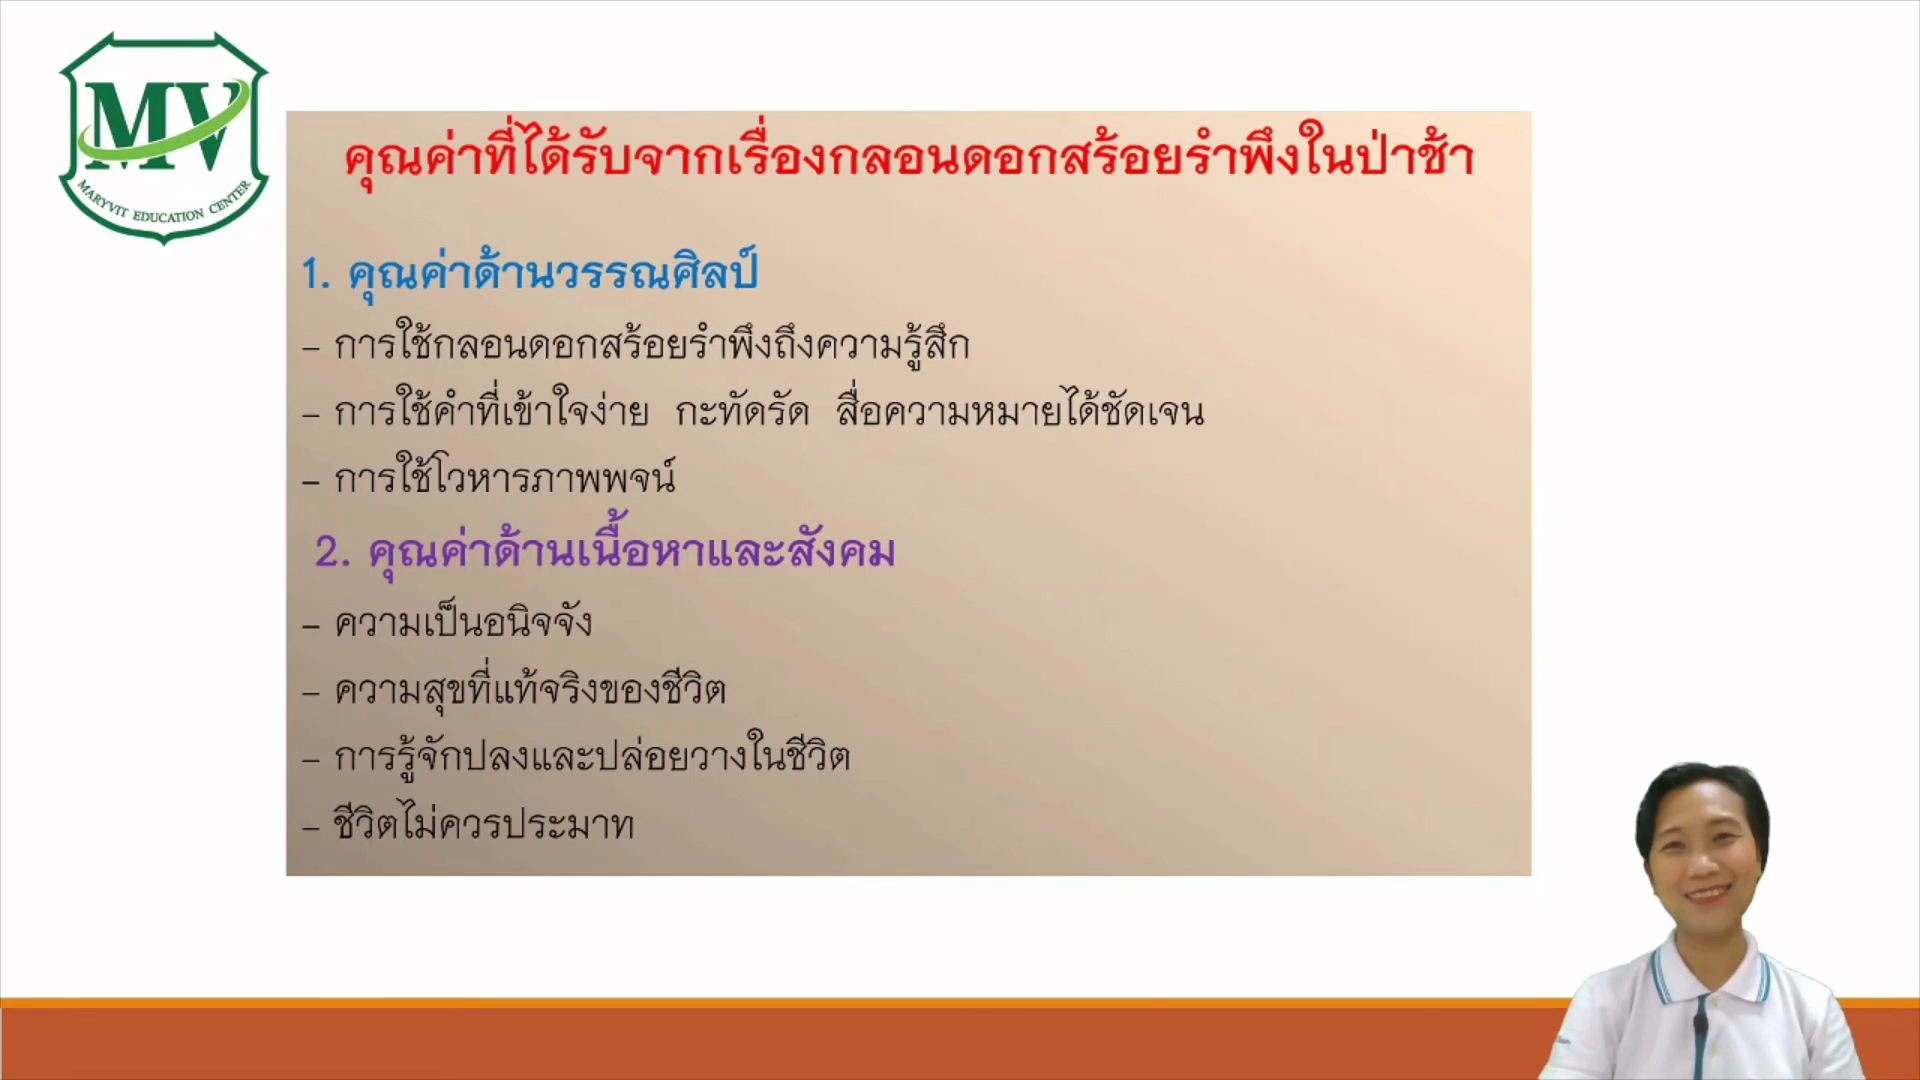 MV
MARYVIT EDUCATION CENTER
คุณค่าที่ได้รับจากเรื่องกลอนดอกสร้อยรำพึงในป่าช้า
1. คุณค่าด้านวรรณศิลป์
- การใช้กลอนดอกสร้อยรำพึงถึงความรู้สึก
- การใช้คำที่เข้าใจง่าย กะทัดรัด สื่อความหมายได้ชัดเจน
- การใช้โวหารภาพพจน์
2. คุณค่าด้านเนื้อหาและสังคม
- ความเป็นอนิจจัง
- ความสุขที่แท้จริงของชีวิต
- การรู้จักปลงและปล่อยวางในชีวิต
- ชีวิตไม่ควรประมาท